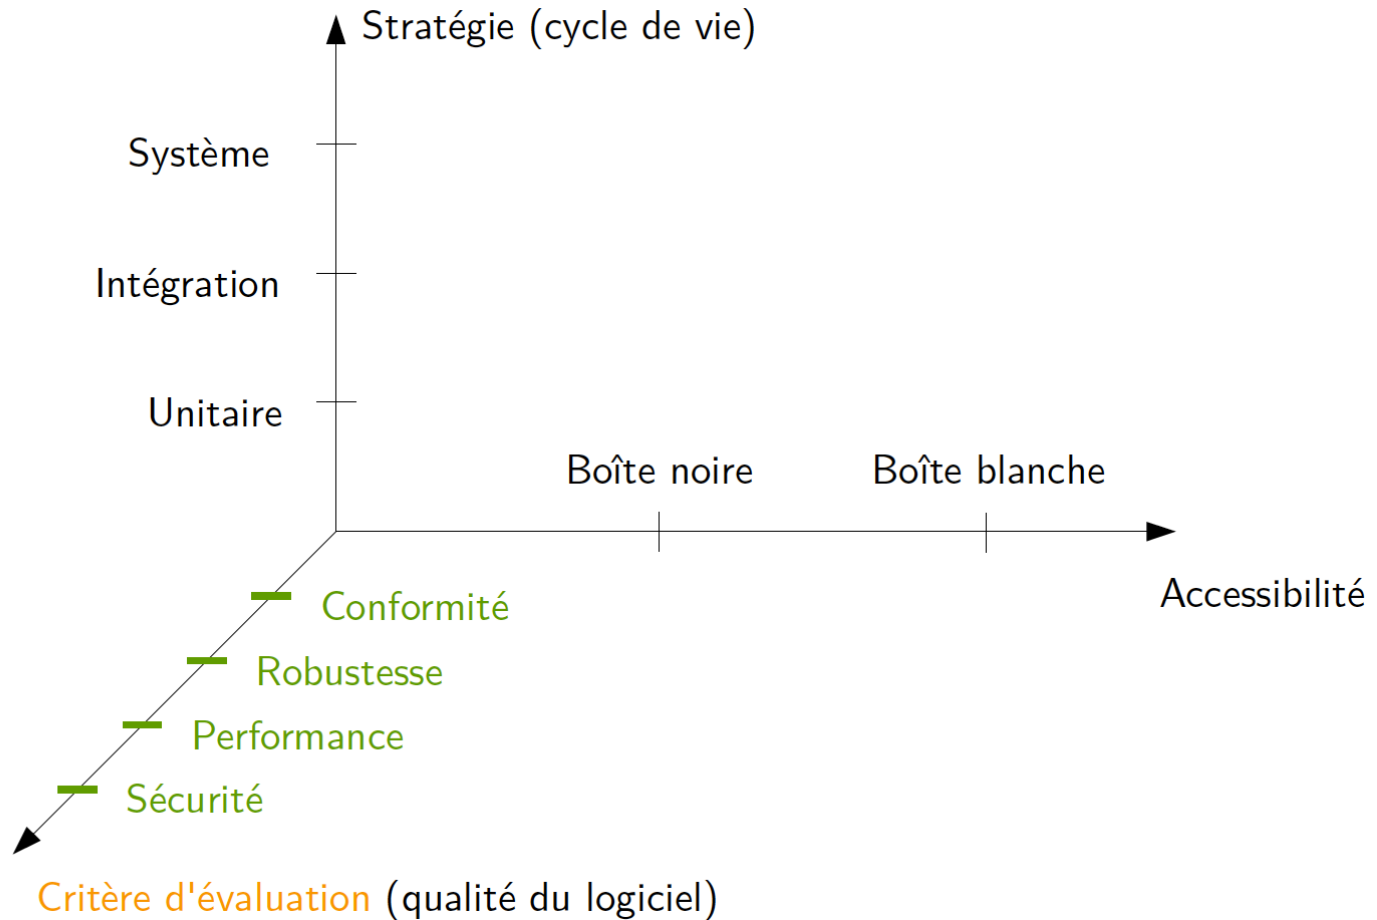 Stratégie (cycle de vie)
Système
Intégration
Unitaire
Boîte noire
Boîte blanche
Accessibilité
Conformité
Robustesse
Performance
Sécurité
Critère d'évaluation (qualité du logiciel)